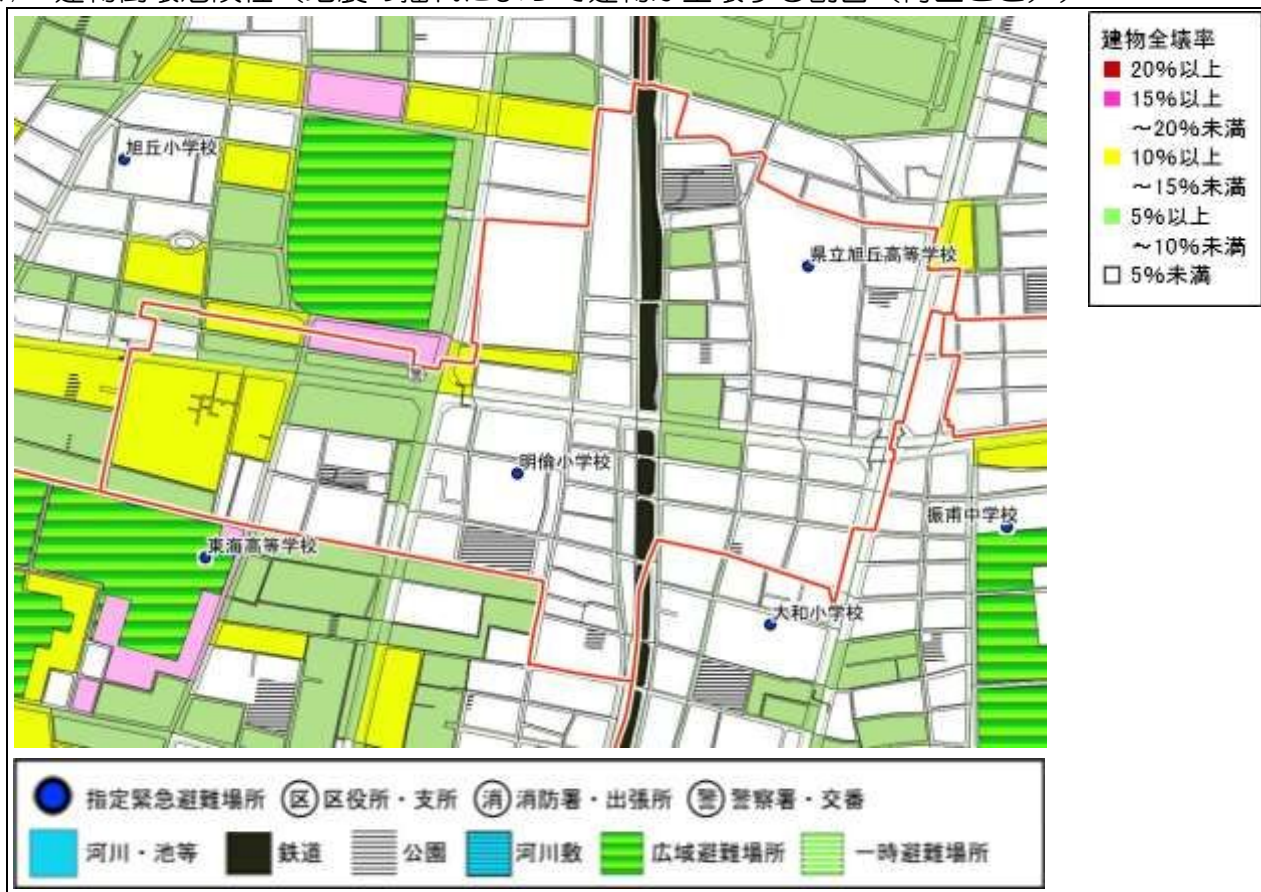 建物全壊率
20%以上
15%以上
～20%未満
10%以上
～15%未満
5%以上
～10%未満
5%未満
旭丘小学校
県立旭丘高等学校
明倫小学校
振甫中学校
東海高等学校
大和小学校
指定緊急避難場所 区 区役所・支所 消 消防署・出張所 警 警察署・交番
河川・池等 鉄道 公園 河川敷 広域避難場所 一時避難場所